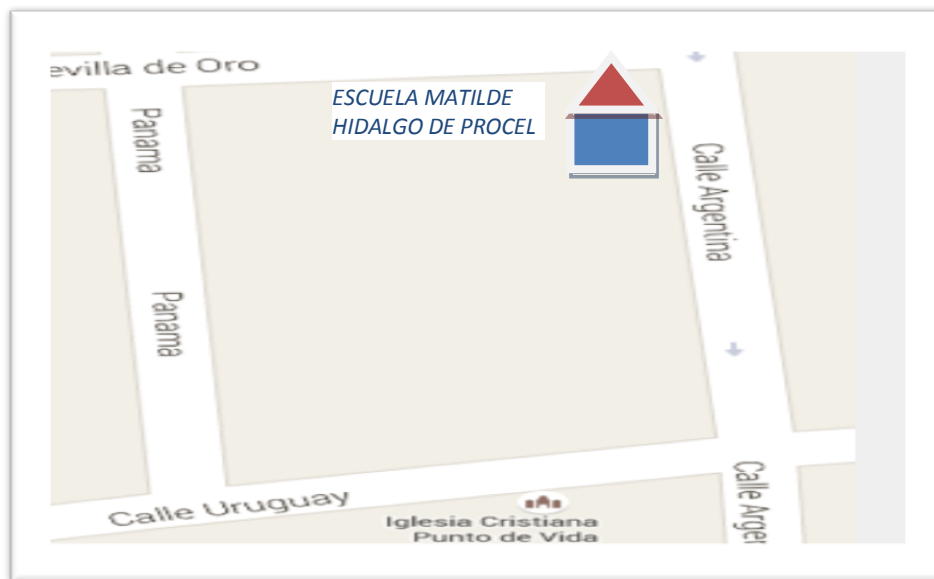 evilla de Oro
ESCUELA MATILDE
HIDALGO DE PROCEL
Panama
Calle Argentina
Panama
Calle Uruguay
Iglesia Cristiana
Punto de Vida
Calle Arger